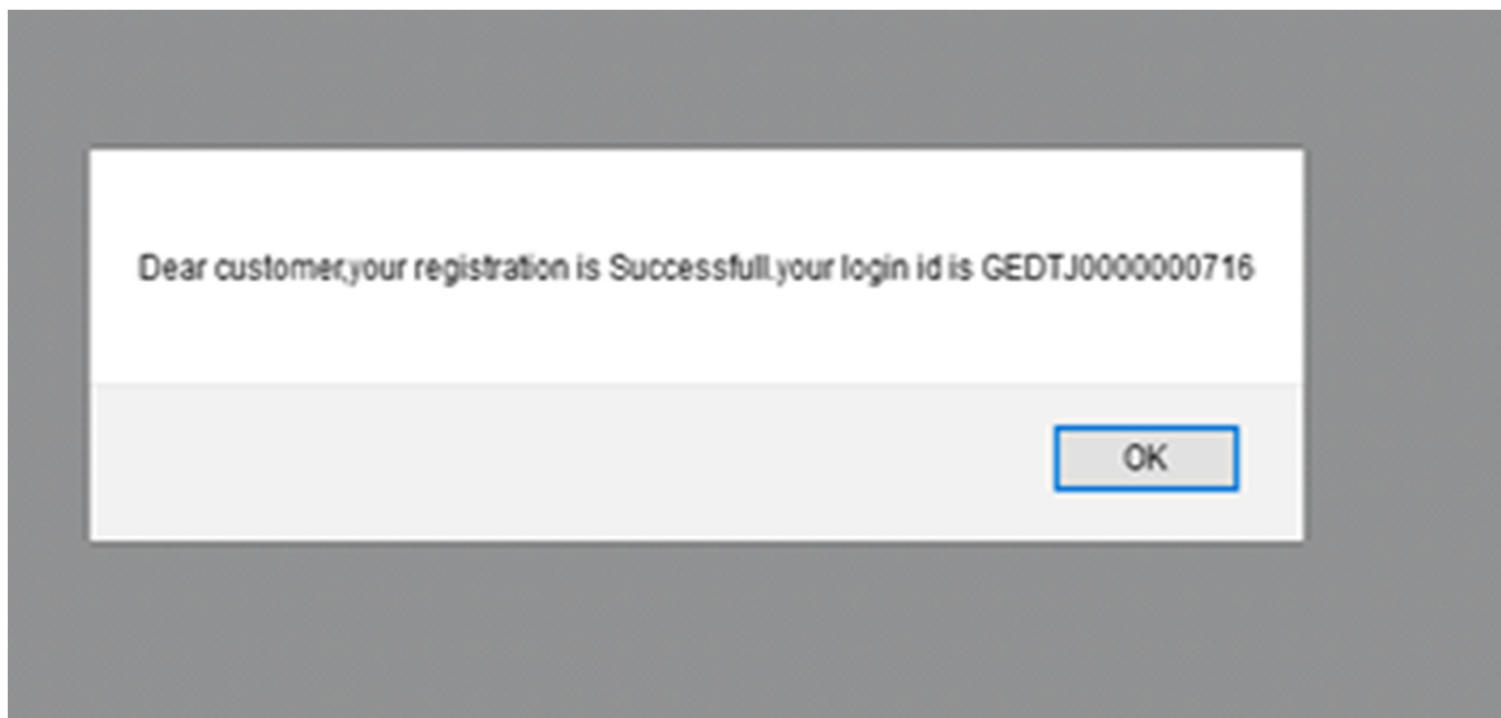 Dear customer,your registration is Successfull.your login id is GEDTJ0000000716
OK